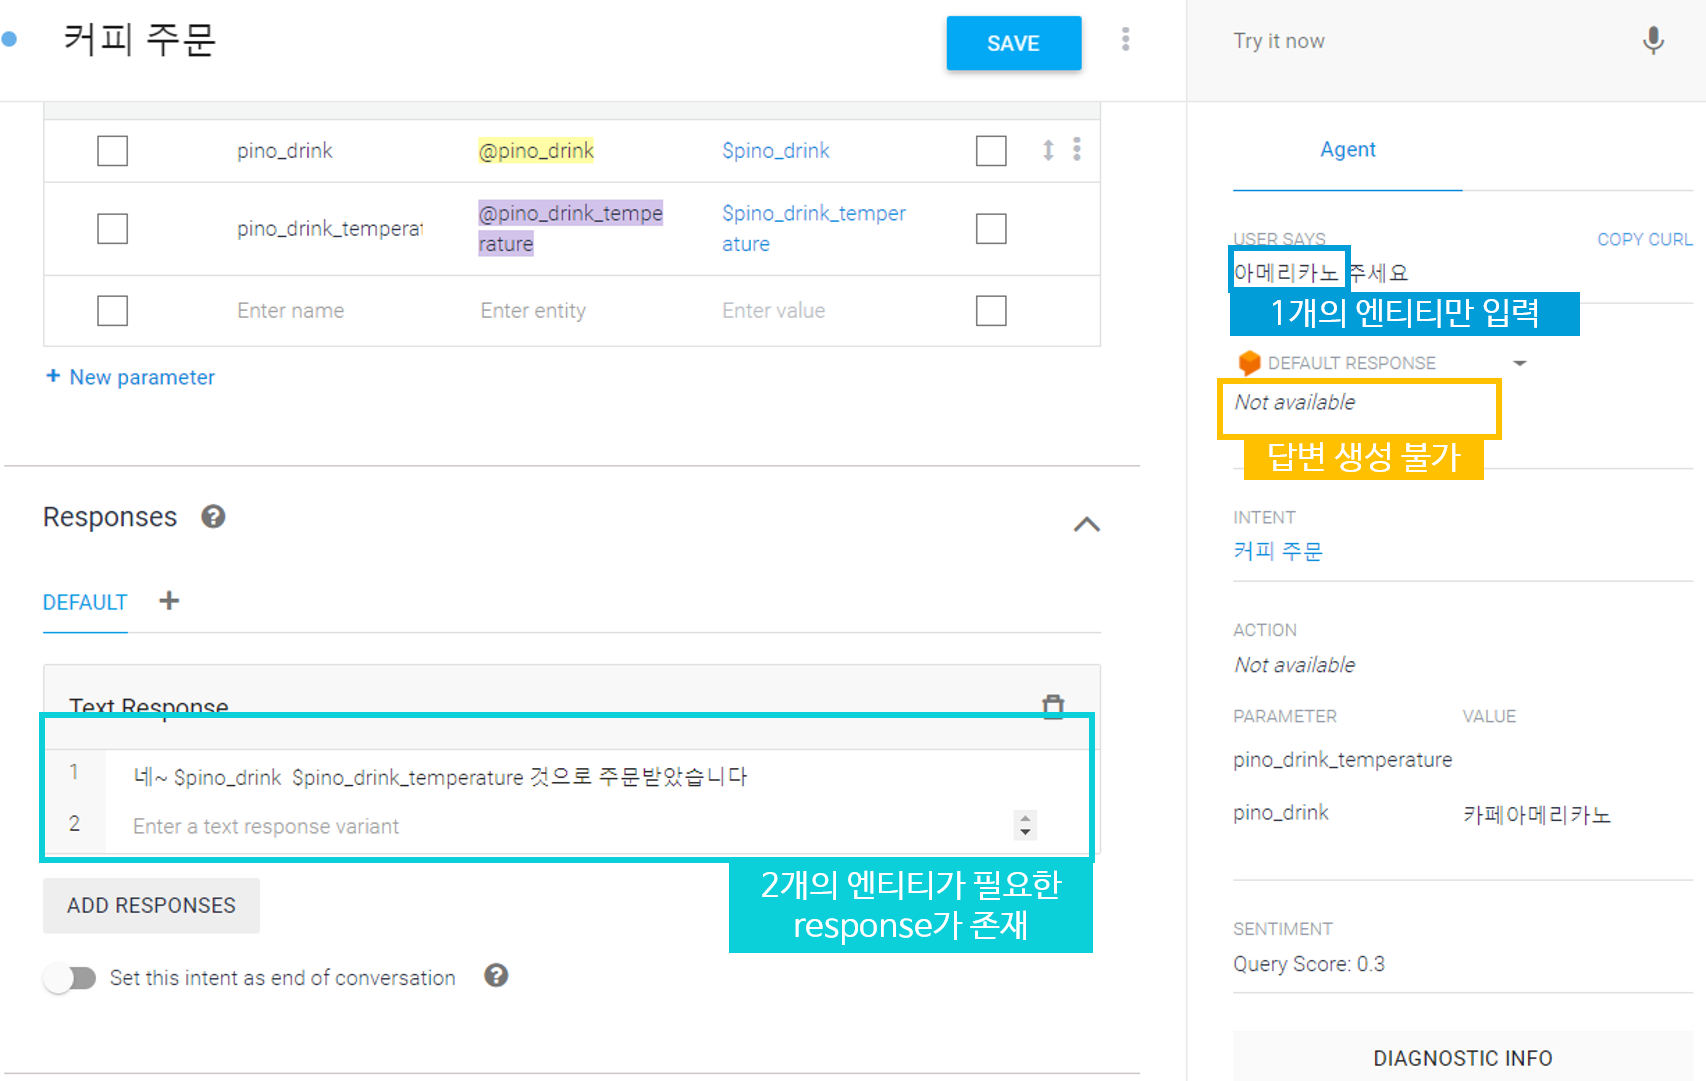 커피 주문
SAVE
pino_drink @pino_drink $pino_drink
pino_drink_temperat @pino_drink_tempe
rature $pino_drink_temper
ature
Enter name Enter entity Enter value
+ New parameter
Responses ?
DEFAULT +
Text Response
1 네~ $pino_drink $pino_drink_temperature 것으로 주문받았습니다
2 Enter a text response variant
2개의 엔티티가 필요한
response가 존재
ADD RESPONSES
Set this intent as end of conversation ?
Try it now
Agent
USER SAYS COPY CURL
아메리카노 주세요
1개의 엔티티만 입력
DEFAULT RESPONSE
Not available
답변 생성 불가
INTENT
커피 주문
ACTION
Not available
PARAMETER VALUE
pino_drink_temperature
pino_drink 카페아메리카노
SENTIMENT
Query Score: 0.3
DIAGNOSTIC INFO